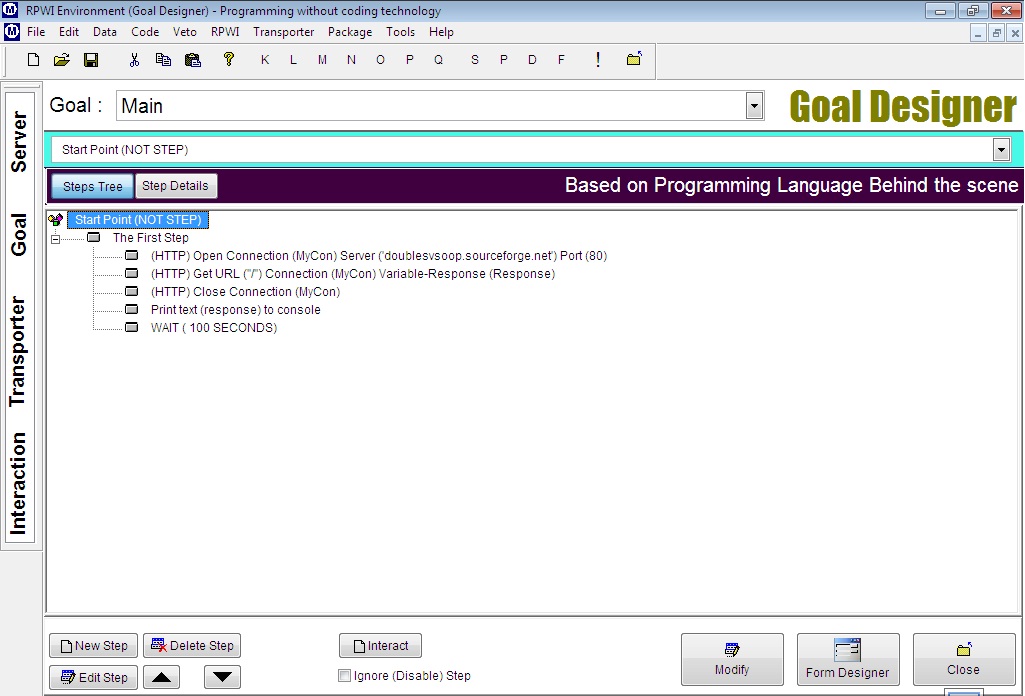 RPWI Environment (Goal Designer) - Programming without coding technology
File Edit Data Code Veto RPWI Transporter Package Tools Help
K L M N O P Q S P D F !
Goal : Main
Goal Designer
Start Point (NOT STEP)
Steps Tree Step Details Based on Programming Language Behind the scene
Start Point (NOT STEP)
The First Step
(HTTP) Open Connection (MyCon) Server ('doublesvsoop.sourceforge.net') Port (80)
(HTTP) Get URL ("/") Connection (MyCon) Variable-Response (Response)
(HTTP) Close Connection (MyCon)
Print text (response) to console
WAIT ( 100 SECONDS)
Server
Goal
Transporter
Interaction
New Step Delete Step Interact
Edit Step Ignore (Disable) Step
Modify Form Designer Close